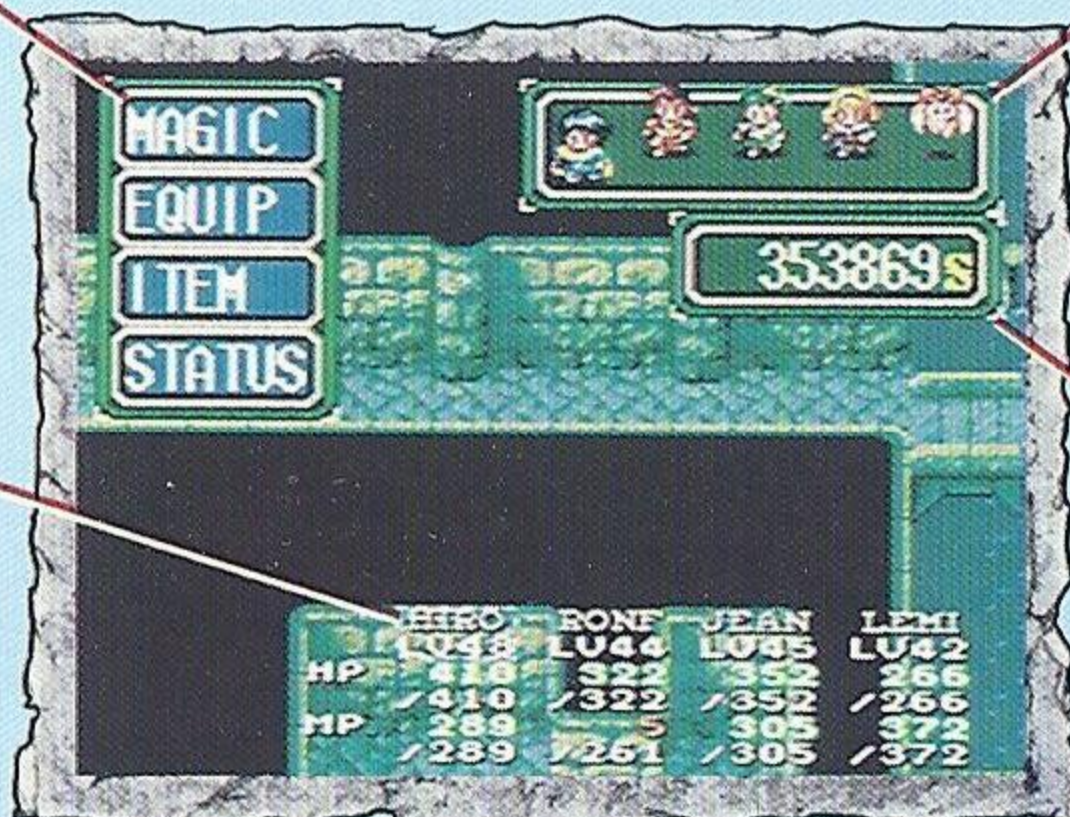 MAGIC
EQUIP
ITEM
STATUS
353869S
HIRO RONF JEAN LEMI
LV48 LV44 LV45 LV42
HP 410 322 352 266
/410 /322 /352 /266
MP 289 5 305 372
/289 /261 /305 /372